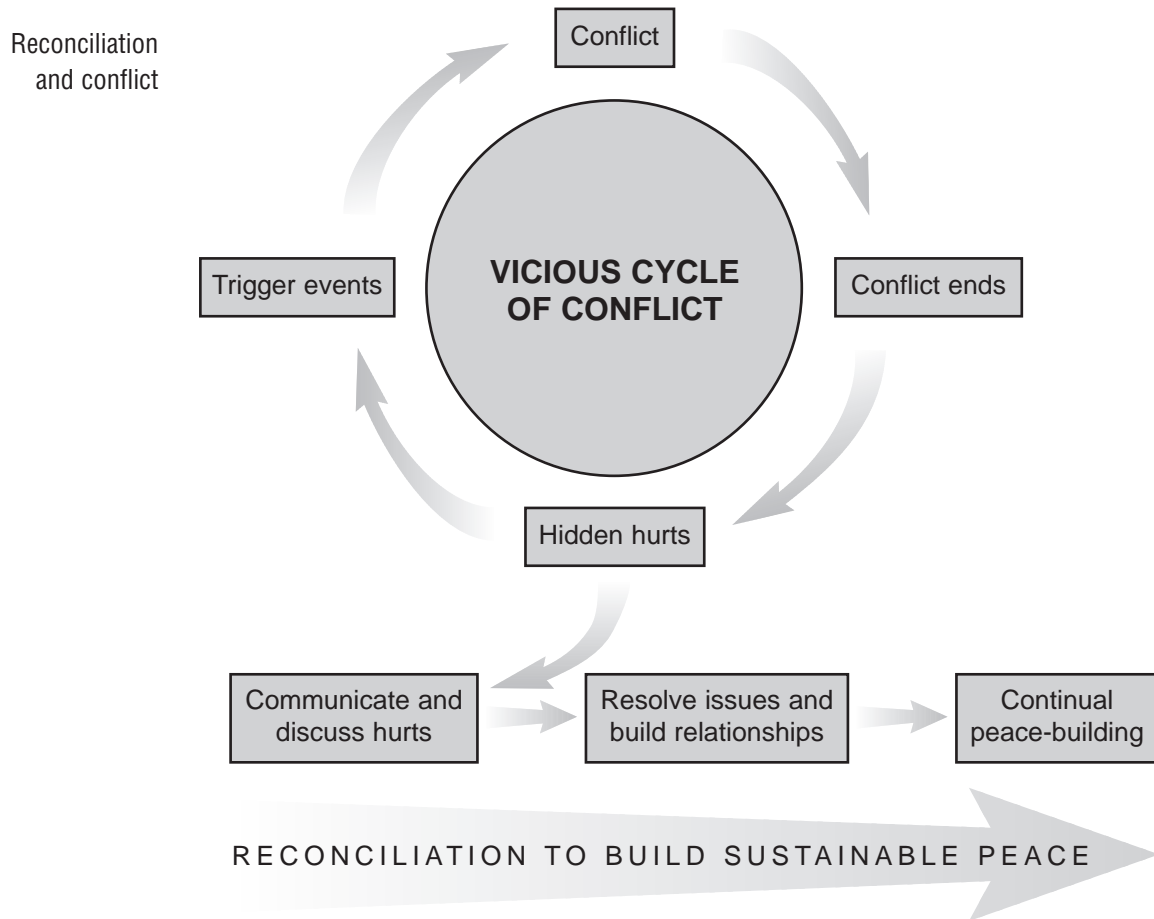 Reconciliation
and conflict
Conflict
VICIOUS CYCLE
OF CONFLICT
Trigger events
Conflict ends
Hidden hurts
Communicate and
discuss hurts
Resolve issues and
build relationships
Continual
peace-building
RECONCILIATION TO BUILD SUSTAINABLE PEACE